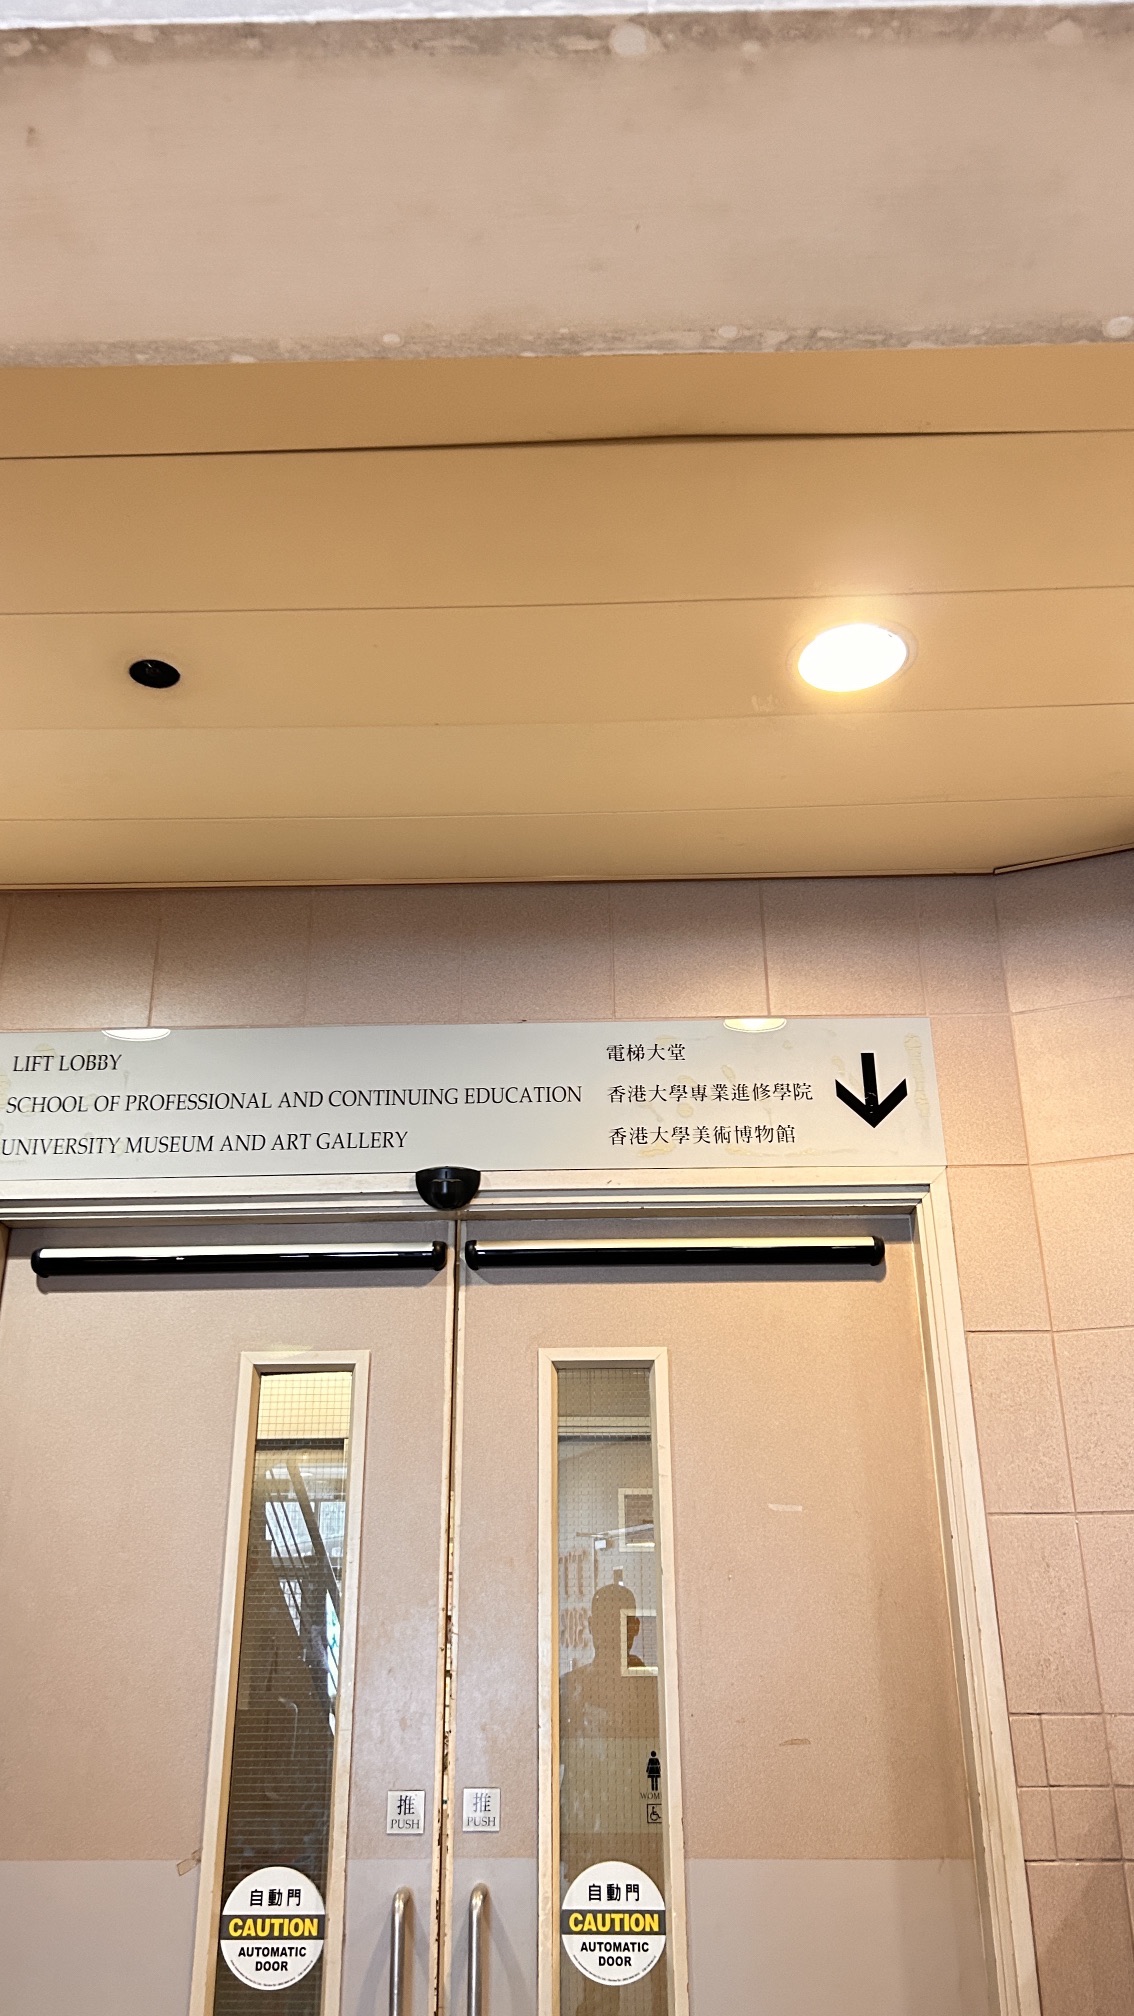 LIFT LOBBY
SCHOOL OF PROFESSIONAL AND CONTINUING EDUCATION
UNIVERSITY MUSEUM AND ART GALLERY
電梯大堂
香港大學專業進修學院
香港大學美術博物館
推
PUSH
推
PUSH
自動門
CAUTION
AUTOMATIC
DOOR
自動門
CAUTION
AUTOMATIC
DOOR